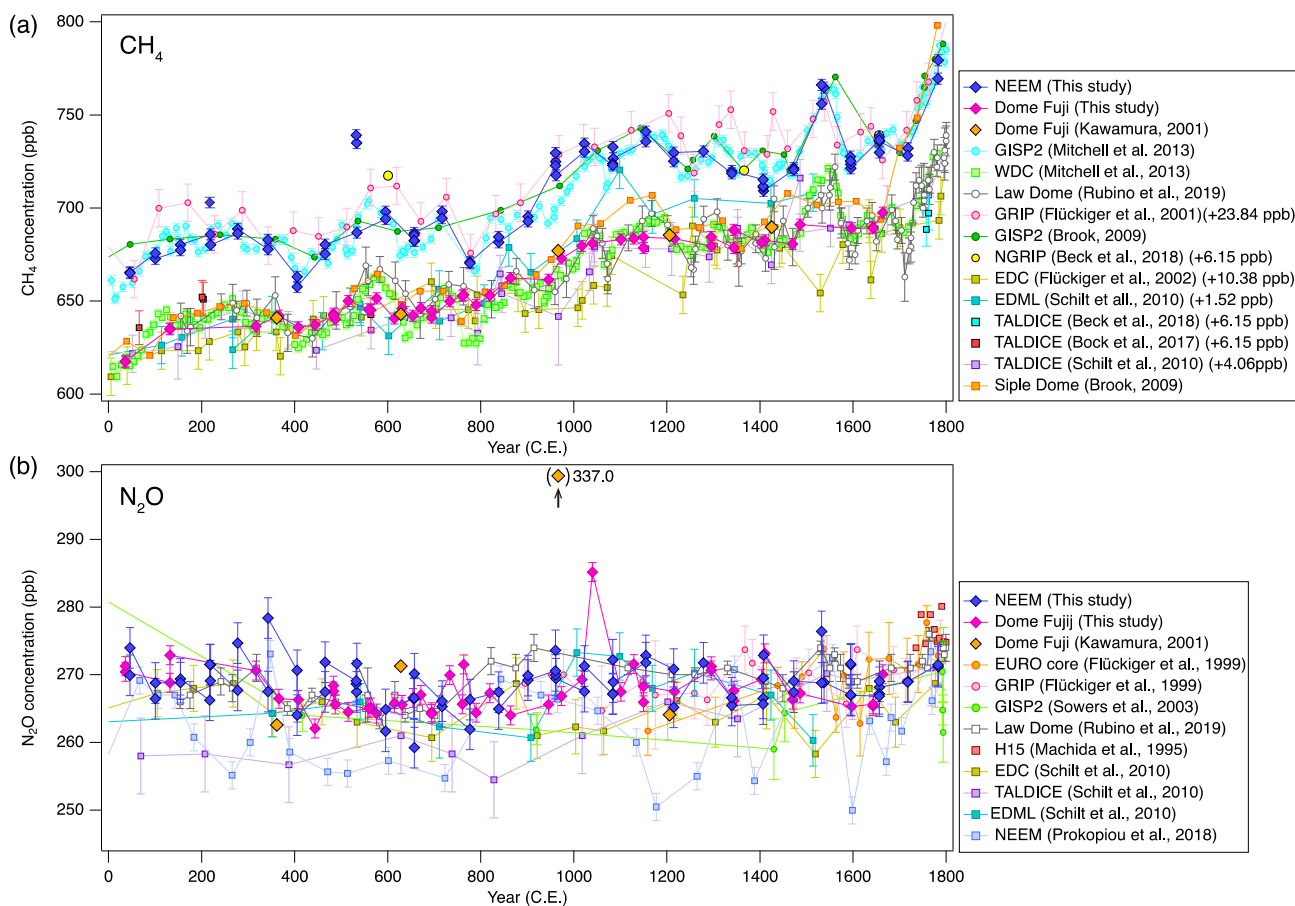 (a)
CH4
CH4 concentration (ppb)
800
750
700
650
600
0
200
400
600
800
1000
1200
1400
1600
1800
Year (C.E.)
NEEM (This study)
Dome Fuji (This study)
Dome Fuji (Kawamura, 2001)
GISP2 (Mitchell et al. 2013)
WDC (Mitchell et al. 2013)
Law Dome (Rubino et al., 2019)
GRIP (Flückiger et al., 2001)(+23.84 ppb)
GISP2 (Brook, 2009)
NGRIP (Beck et al., 2018) (+6.15 ppb)
EDC (Flückiger et al., 2002) (+10.38 ppb)
EDML (Schilt et all., 2010) (+1.52 ppb)
TALDICE (Beck et al., 2018) (+6.15 ppb)
TALDICE (Bock et al., 2017) (+6.15 ppb)
TALDICE (Schilt et al., 2010) (+4.06ppb)
Siple Dome (Brook, 2009)
(b)
N2O
N2O concentration (ppb)
300
290
280
270
260
250
( ) 337.0
0
200
400
600
800
1000
1200
1400
1600
1800
Year (C.E.)
NEEM (This study)
Dome Fujij (This study)
Dome Fuji (Kawamura, 2001)
EURO core (Flückiger et al., 1999)
GRIP (Flückiger et al., 1999)
GISP2 (Sowers et al., 2003)
Law Dome (Rubino et al., 2019)
H15 (Machida et al., 1995)
EDC (Schilt et al., 2010)
TALDICE (Schilt et al., 2010)
EDML (Schilt et al., 2010)
NEEM (Prokopiou et al., 2018)